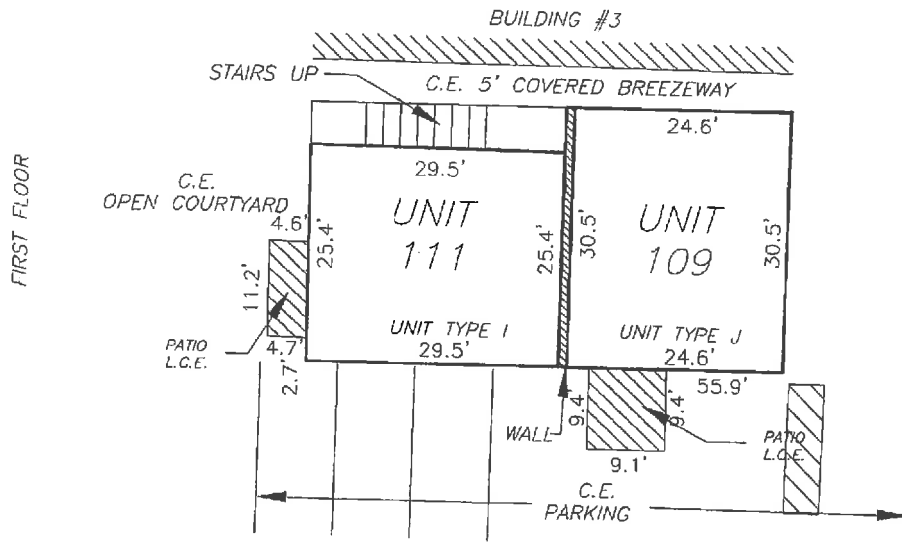 BUILDING #3
STAIRS UP
C.E. 5' COVERED BREEZEWAY
24.6'
FIRST FLOOR
29.5'
C.E.
OPEN COURTYARD
UNIT
111
UNIT
109
4.6'
25.4'
25.4'
30.5'
30.5'
11.2'
UNIT TYPE I
UNIT TYPE J
PATIO
L.C.E.
4.7'
29.5'
24.6'
2.7'
55.9'
9.4'
9.4'
WALL
PATIO
L.C.E.
9.1'
C.E.
PARKING